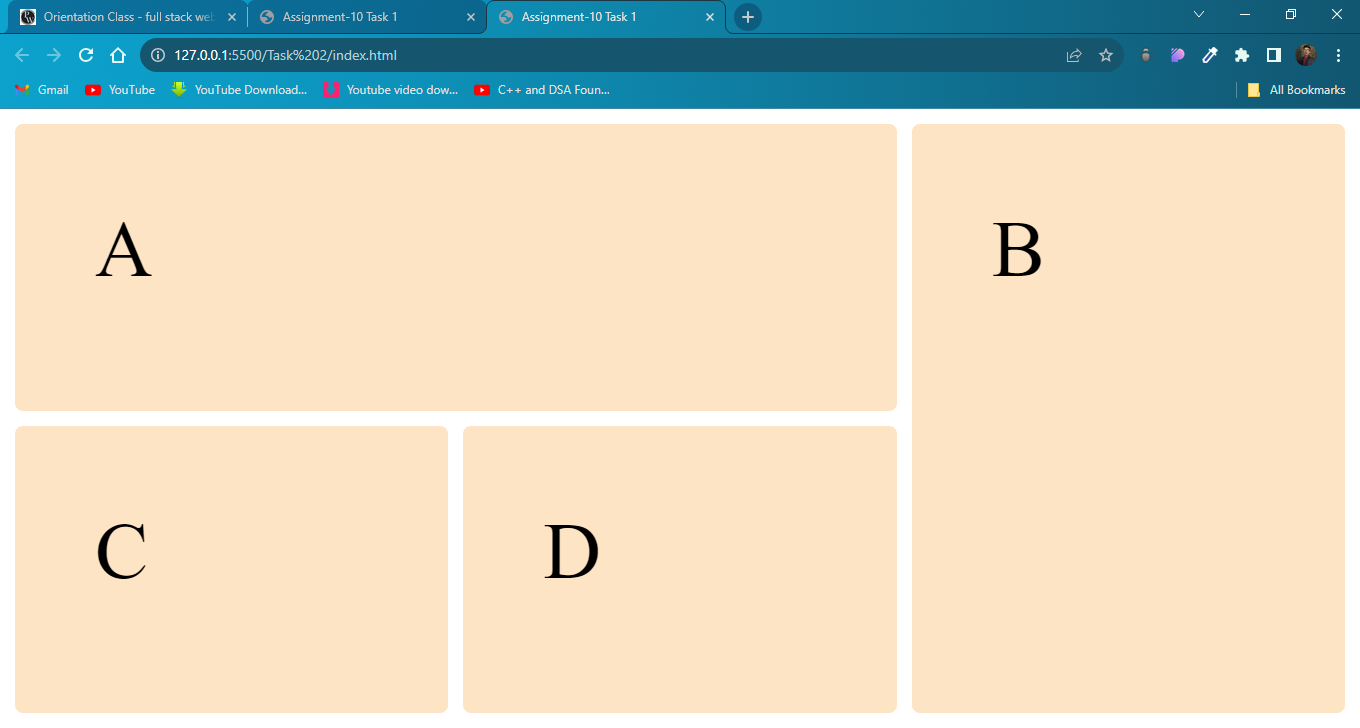 Orientation Class - full stack web
Assignment-10 Task 1
Assignment-10 Task 1
127.0.0.1:5500/Task%202/index.html
Gmail
YouTube
YouTube Download...
Youtube video dow...
C++ and DSA Foun...
All Bookmarks
A
B
C
D